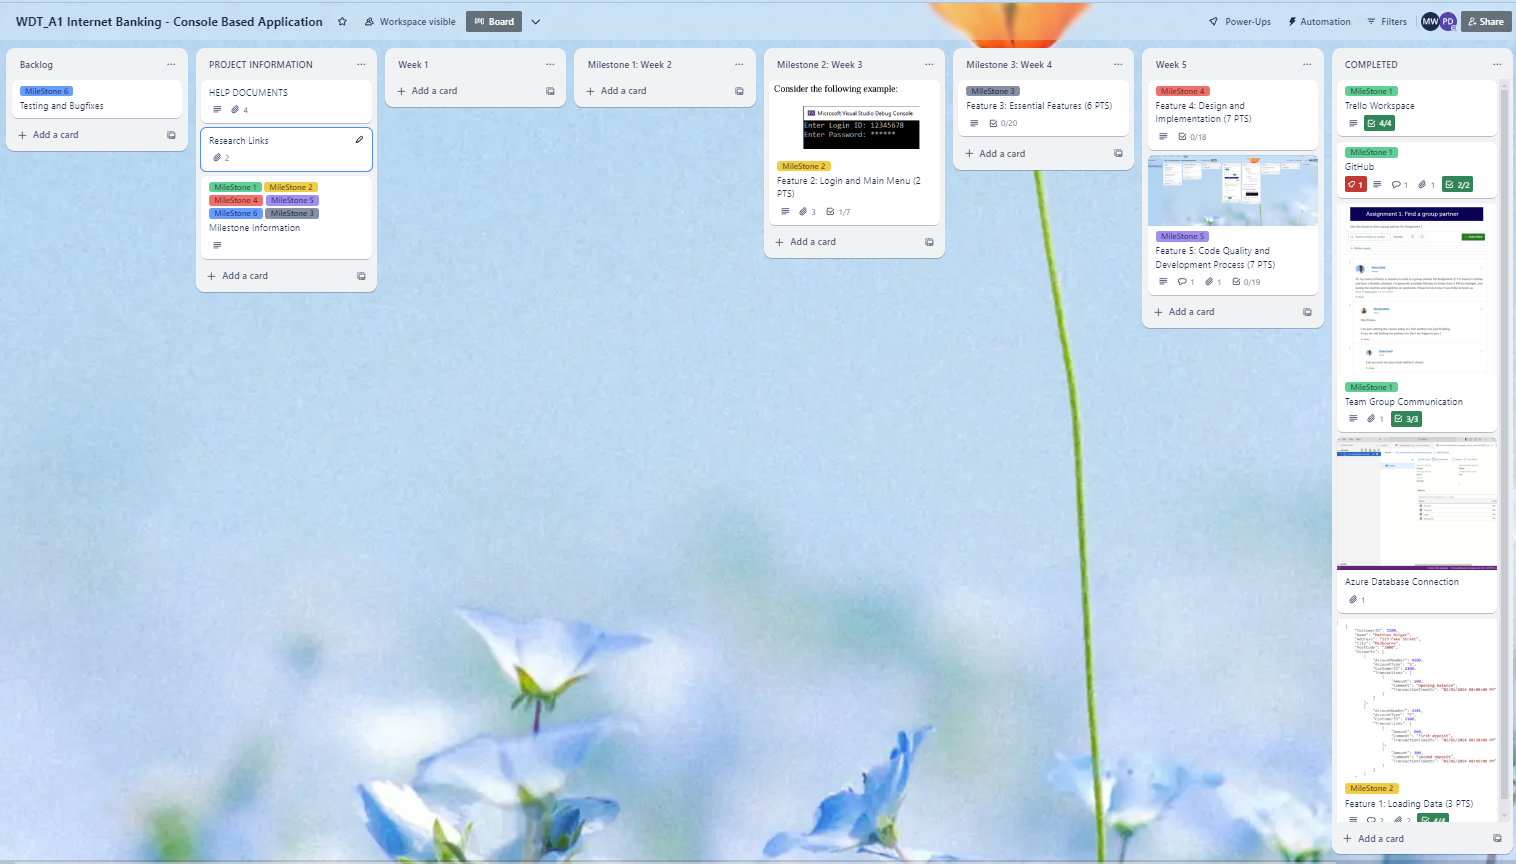 WDT_A1 Internet Banking - Console Based Application
Workspace visible
Board
Power-Ups
Automation
Filters
MW
PD
Share
Backlog
MileStone 6
Testing and Bugfixes
Add a card
PROJECT INFORMATION
HELP DOCUMENTS
4
Research Links
2
MileStone 1
MileStone 2
MileStone 4
MileStone 5
MileStone 6
MileStone 3
Milestone Information
Add a card
Week 1
Add a card
Milestone 1: Week 2
Add a card
Milestone 2: Week 3
Consider the following example:
Microsoft Visual Studio Debug Console
Enter Login ID: 12345678
Enter Password: ******
MileStone 2
Feature 2: Login and Main Menu (2
PTS)
3
1/7
Add a card
Milestone 3: Week 4
MileStone 3
Feature 3: Essential Features (6 PTS)
0/20
Add a card
Week 5
MileStone 4
Feature 4: Design and
Implementation (7 PTS)
0/18
MileStone 5
Feature 5: Code Quality and
Development Process (7 PTS)
1
1
0/19
Add a card
COMPLETED
MileStone 1
Trello Workspace
4/4
MileStone 1
GitHub
1
1
1
2/2
Assignment 1: Find a group partner
MileStone 1
Team Group Communication
1
3/3
Azure Database Connection
1
MileStone 2
Feature 1: Loading Data (3 PTS)
2
2
4/4
Add a card